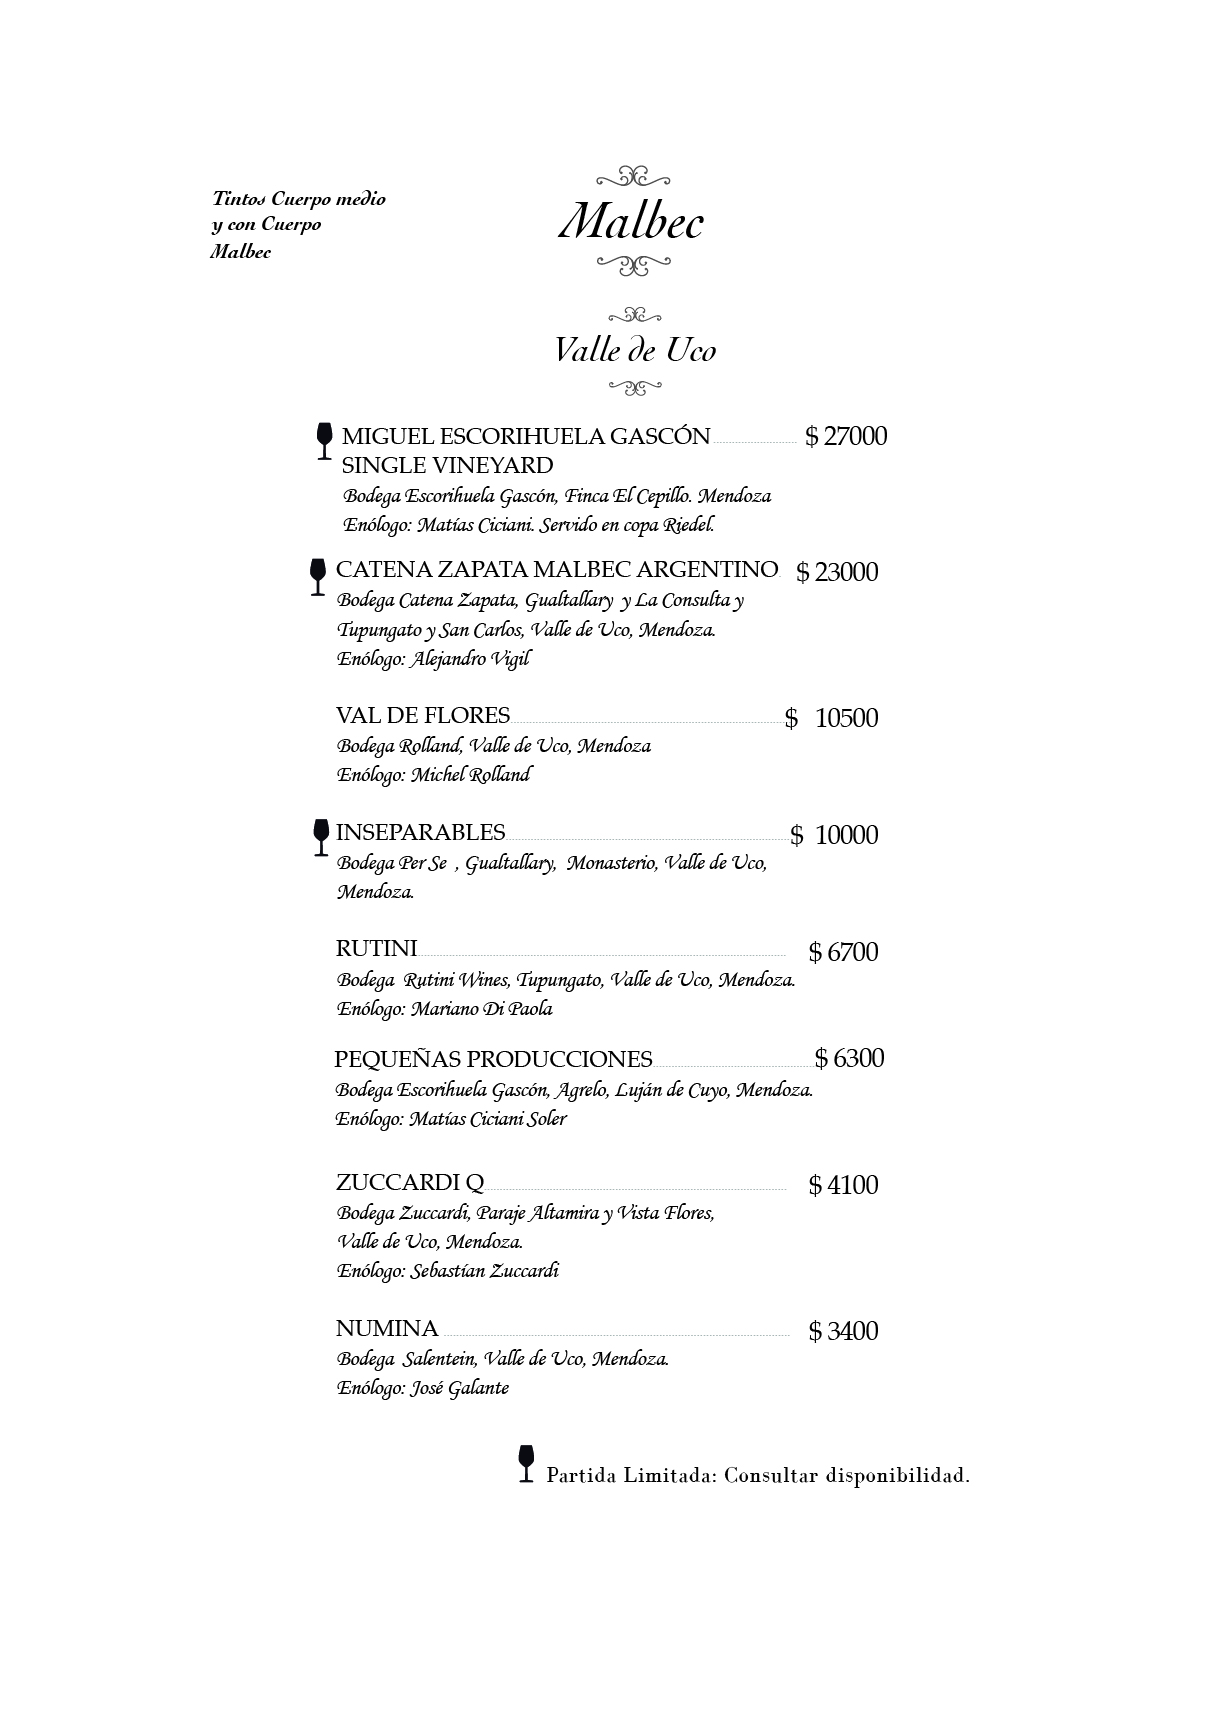 Tintos Cuerpo medio
y con Cuerpo
Malbec
Malbec
Valle de Uco
MIGUEL ESCORIHUELA GASCÓN $ 27000
SINGLE VINEYARD
Bodega Escorihuela Gascón, Finca El Cepillo. Mendoza
Enólogo: Matías Ciciani. Servido en copa Riedel.
CATENA ZAPATA MALBEC ARGENTINO $ 23000
Bodega Catena Zapata, Gualtallary y La Consulta y
Tupungato y San Carlos, Valle de Uco, Mendoza.
Enólogo: Alejandro Vigil
VAL DE FLORES $ 10500
Bodega Rolland, Valle de Uco, Mendoza
Enólogo: Michel Rolland
INSEPARABLES $ 10000
Bodega Per Se , Gualtallary, Monasterio, Valle de Uco,
Mendoza.
RUTINI $ 6700
Bodega Rutini Wines, Tupungato, Valle de Uco, Mendoza.
Enólogo: Mariano Di Paola
PEQUEÑAS PRODUCCIONES $ 6300
Bodega Escorihuela Gascón, Agrelo, Luján de Cuyo, Mendoza.
Enólogo: Matías Ciciani Soler
ZUCCARDI Q $ 4100
Bodega Zuccardi, Paraje Altamira y Vista Flores,
Valle de Uco, Mendoza.
Enólogo: Sebastían Zuccardi
NUMINA $ 3400
Bodega Salentein, Valle de Uco, Mendoza.
Enólogo: José Galante
Partida Limitada: Consultar disponibilidad.